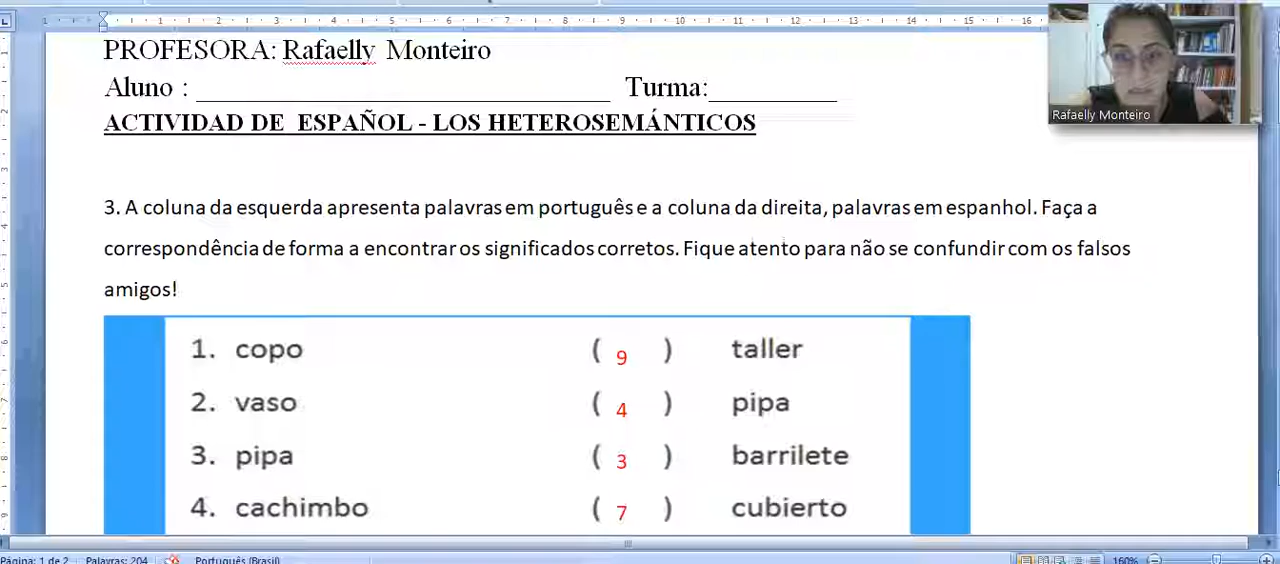 PROFESORA: Rafaelly Monteiro
Aluno : ______________________________ Turma:_________
ACTIVIDAD DE ESPAÑOL - LOS HETEROSEMÁNTICOS
Rafaelly Monteiro
3. A coluna da esquerda apresenta palavras em português e a coluna da direita, palavras em espanhol. Faça a
correspondência de forma a encontrar os significados corretos. Fique atento para não se confundir com os falsos
amigos!
1. copo ( 9 ) taller
2. vaso ( 4 ) pipa
3. pipa ( 3 ) barrilete
4. cachimbo ( 7 ) cubierto
Página: 1 de 2 Palavras: 204 Português (Brasil) 160%